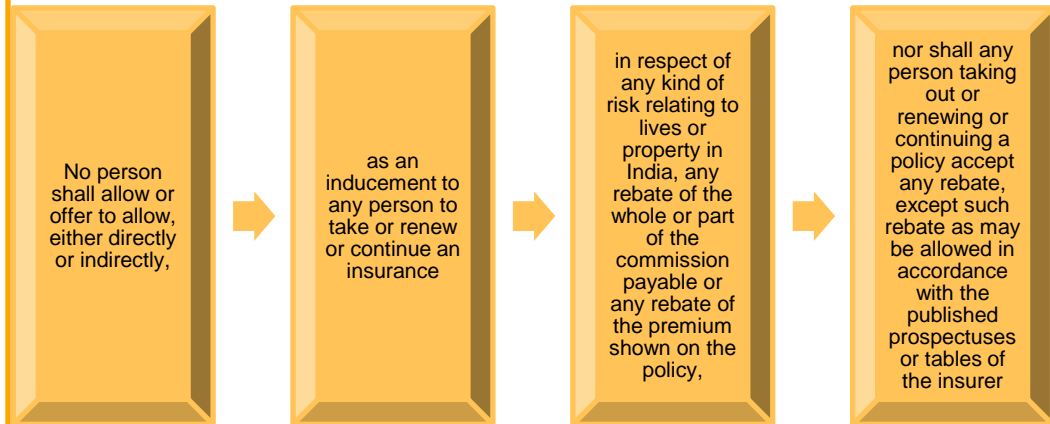 No person
shall allow or
offer to allow,
either directly
or indirectly,
as an
inducement to
any person to
take or renew
or continue an
insurance
in respect of
any kind of
risk relating to
lives or
property in
India, any
rebate of the
whole or part
of the
commission
payable or
any rebate of
the premium
shown on the
policy,
nor shall any
person taking
out or
renewing or
continuing a
policy accept
any rebate,
except such
rebate as may
be allowed in
accordance
with the
published
prospectuses
or tables of
the insurer